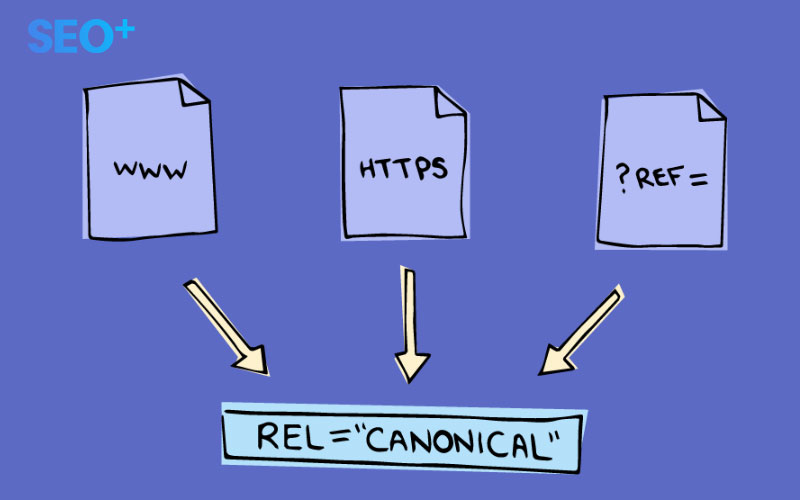 SEO+
WWW
HTTPS
?REF=
REL="CANONICAL"